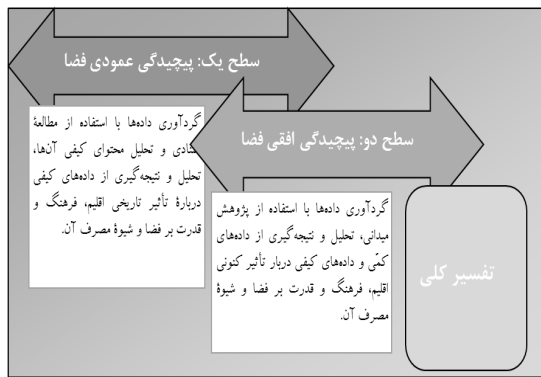 سطح یک: پیچیدگی عمودی فضا
گردآوری داده‌ها با استفاده از مطالعهٔ
و تحلیل محتوای کیفی آن‌ها،
تحلیل و نتیجه‌گیری از داده‌های کیفی
دربارهٔ تأثیر تاریخی اقلیم، فرهنگ و
قدرت بر فضا و شیوهٔ مصرف آن.
سطح دو: پیچیدگی افقی فضا
گردآوری داده‌ها با استفاده از پژوهش
میدانی، تحلیل و نتیجه‌گیری از داده‌های
کمّی و داده‌های کیفی دربار تأثیر کنونی
اقلیم، فرهنگ و قدرت بر فضا و شیوهٔ
مصرف آن.
تفسیر کلی